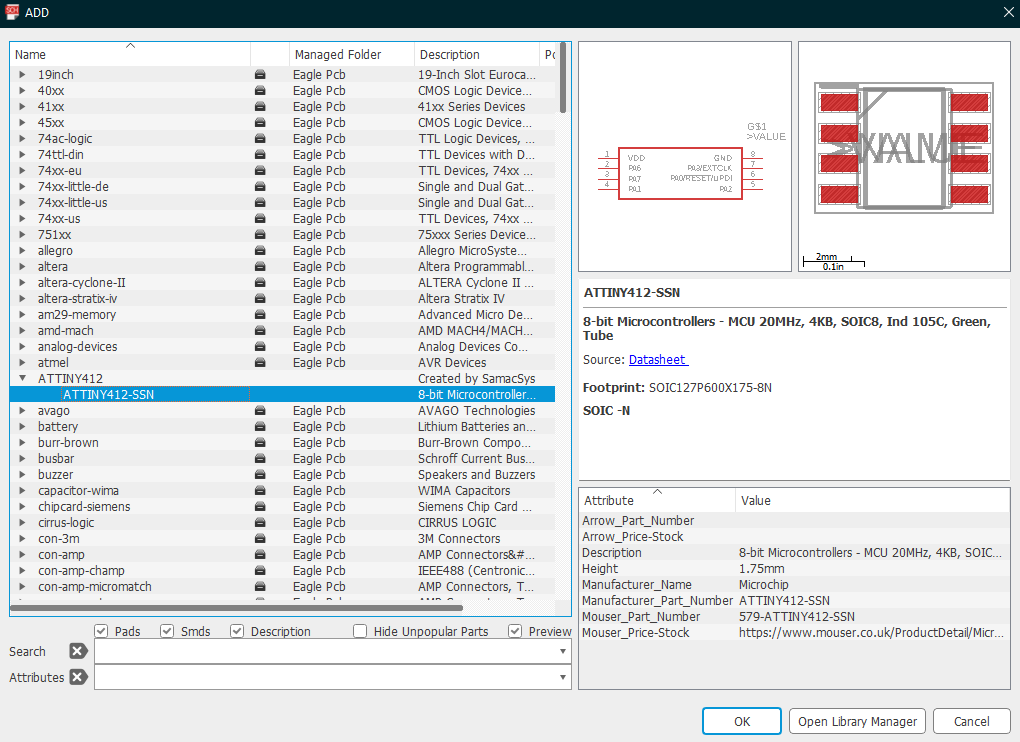 ADD
Name Managed Folder Description
19inch Eagle Pcb 19-Inch Slot Euroca...
40xx Eagle Pcb CMOS Logic Device...
41xx Eagle Pcb 41xx Series Devices
45xx Eagle Pcb CMOS Logic Device...
74ac-logic Eagle Pcb TTL Logic Devices, ...
74ttl-din Eagle Pcb TTL Devices with D...
74xx-eu Eagle Pcb TTL Devices, 74xx ...
74xx-little-de Eagle Pcb Single and Dual Gat...
74xx-little-us Eagle Pcb Single and Dual Gat...
74xx-us Eagle Pcb TTL Devices, 74xx ...
751xx Eagle Pcb 75xxx Series Device...
allegro Eagle Pcb Allegro MicroSyste...
altera Eagle Pcb Altera Programmabl...
altera-cyclone-II Eagle Pcb ALTERA Cyclone II ...
altera-stratix-iv Eagle Pcb Altera Stratix IV
am29-memory Eagle Pcb Advanced Micro De...
amd-mach Eagle Pcb AMD MACH4/MACH...
analog-devices Eagle Pcb Analog Devices Co...
atmel Eagle Pcb AVR Devices
ATTINY412 Created by SamacSys
ATTINY412-SSN 8-bit Microcontroller...
avago Eagle Pcb AVAGO Technologies
battery Eagle Pcb Lithium Batteries an...
burr-brown Eagle Pcb Burr-Brown Compo...
busbar Eagle Pcb Schroff Current Bus...
buzzer Eagle Pcb Speakers and Buzzers
capacitor-wima Eagle Pcb WIMA Capacitors
chipcard-siemens Eagle Pcb Siemens Chip Card ...
cirrus-logic Eagle Pcb CIRRUS LOGIC
con-3m Eagle Pcb 3M Connectors
con-amp Eagle Pcb AMP Connectors&#...
con-amp-champ Eagle Pcb IEEE488 (Centronic...
con-amp-micromatch Eagle Pcb AMP Connectors, T...
Pads Smds Description Hide Unpopular Parts Preview
Search
Attributes
G$1
>VALUE
1 VDD GND 8
2 PA6 PA3/EXTCLK 7
3 PA7 PA0/RESET/UPDI 6
4 PA1 PA2 5
>VALUE
2mm
0.1in
ATTINY412-SSN
8-bit Microcontrollers - MCU 20MHz, 4KB, SOIC8, Ind 105C, Green,
Tube
Source: Datasheet
Footprint: SOIC127P600X175-8N
SOIC -N
Attribute Value
Arrow_Part_Number
Arrow_Price-Stock
Description 8-bit Microcontrollers - MCU 20MHz, 4KB, SOIC...
Height 1.75mm
Manufacturer_Name Microchip
Manufacturer_Part_Number ATTINY412-SSN
Mouser_Part_Number 579-ATTINY412-SSN
Mouser_Price-Stock https://www.mouser.co.uk/ProductDetail/Micr...
OK Open Library Manager Cancel